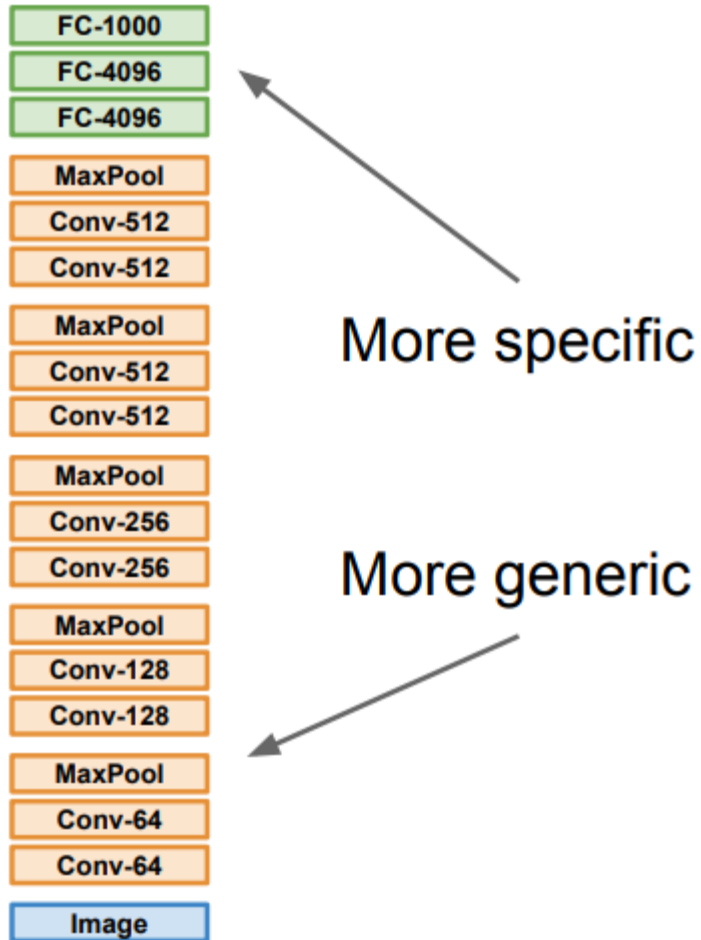 FC-1000
FC-4096
FC-4096
MaxPool
Conv-512
Conv-512
MaxPool
Conv-512
Conv-512
MaxPool
Conv-256
Conv-256
MaxPool
Conv-128
Conv-128
MaxPool
Conv-64
Conv-64
Image
More specific
More generic